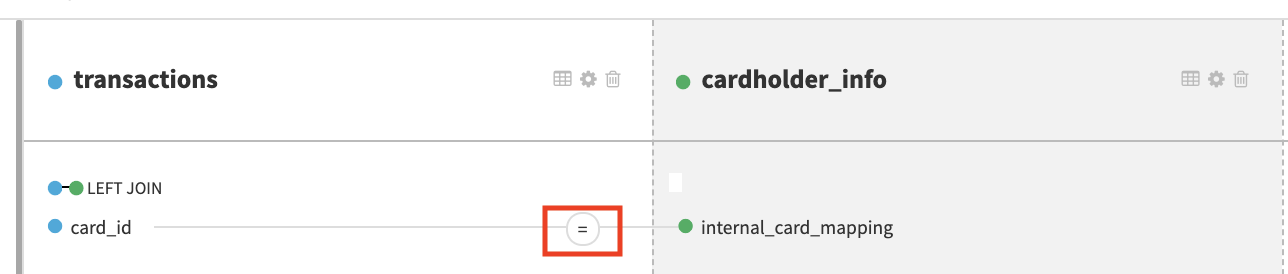 transactions
cardholder_info
LEFT JOIN
card_id
=
internal_card_mapping